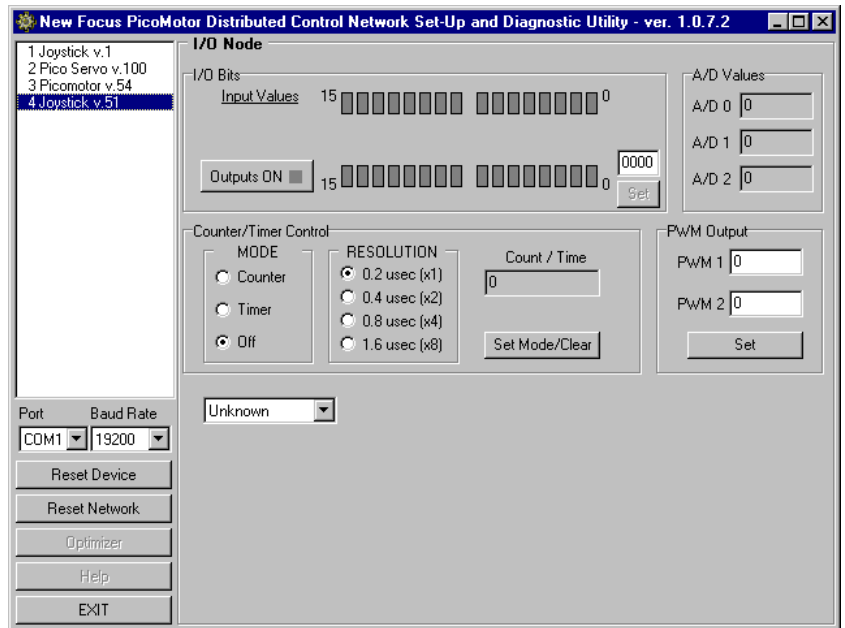 New Focus PicoMotor Distributed Control Network Set-Up and Diagnostic Utility - ver. 1.0.7.2
1 Joystick v.1
2 Pico Servo v.100
3 Picomotor v.54
4 Joystick v.51
Port Baud Rate
COM1 19200
Reset Device
Reset Network
Optimizer
Help
EXIT
I/O Node
I/O Bits
Input Values 15 0
Outputs ON 15 0
0000
Set
A/D Values
A/D 0 0
A/D 1 0
A/D 2 0
Counter/Timer Control
MODE
Counter
Timer
Off
RESOLUTION
0.2 usec (x1)
0.4 usec (x2)
0.8 usec (x4)
1.6 usec (x8)
Count / Time
0
Set Mode/Clear
PWM Output
PWM 1 0
PWM 2 0
Set
Unknown